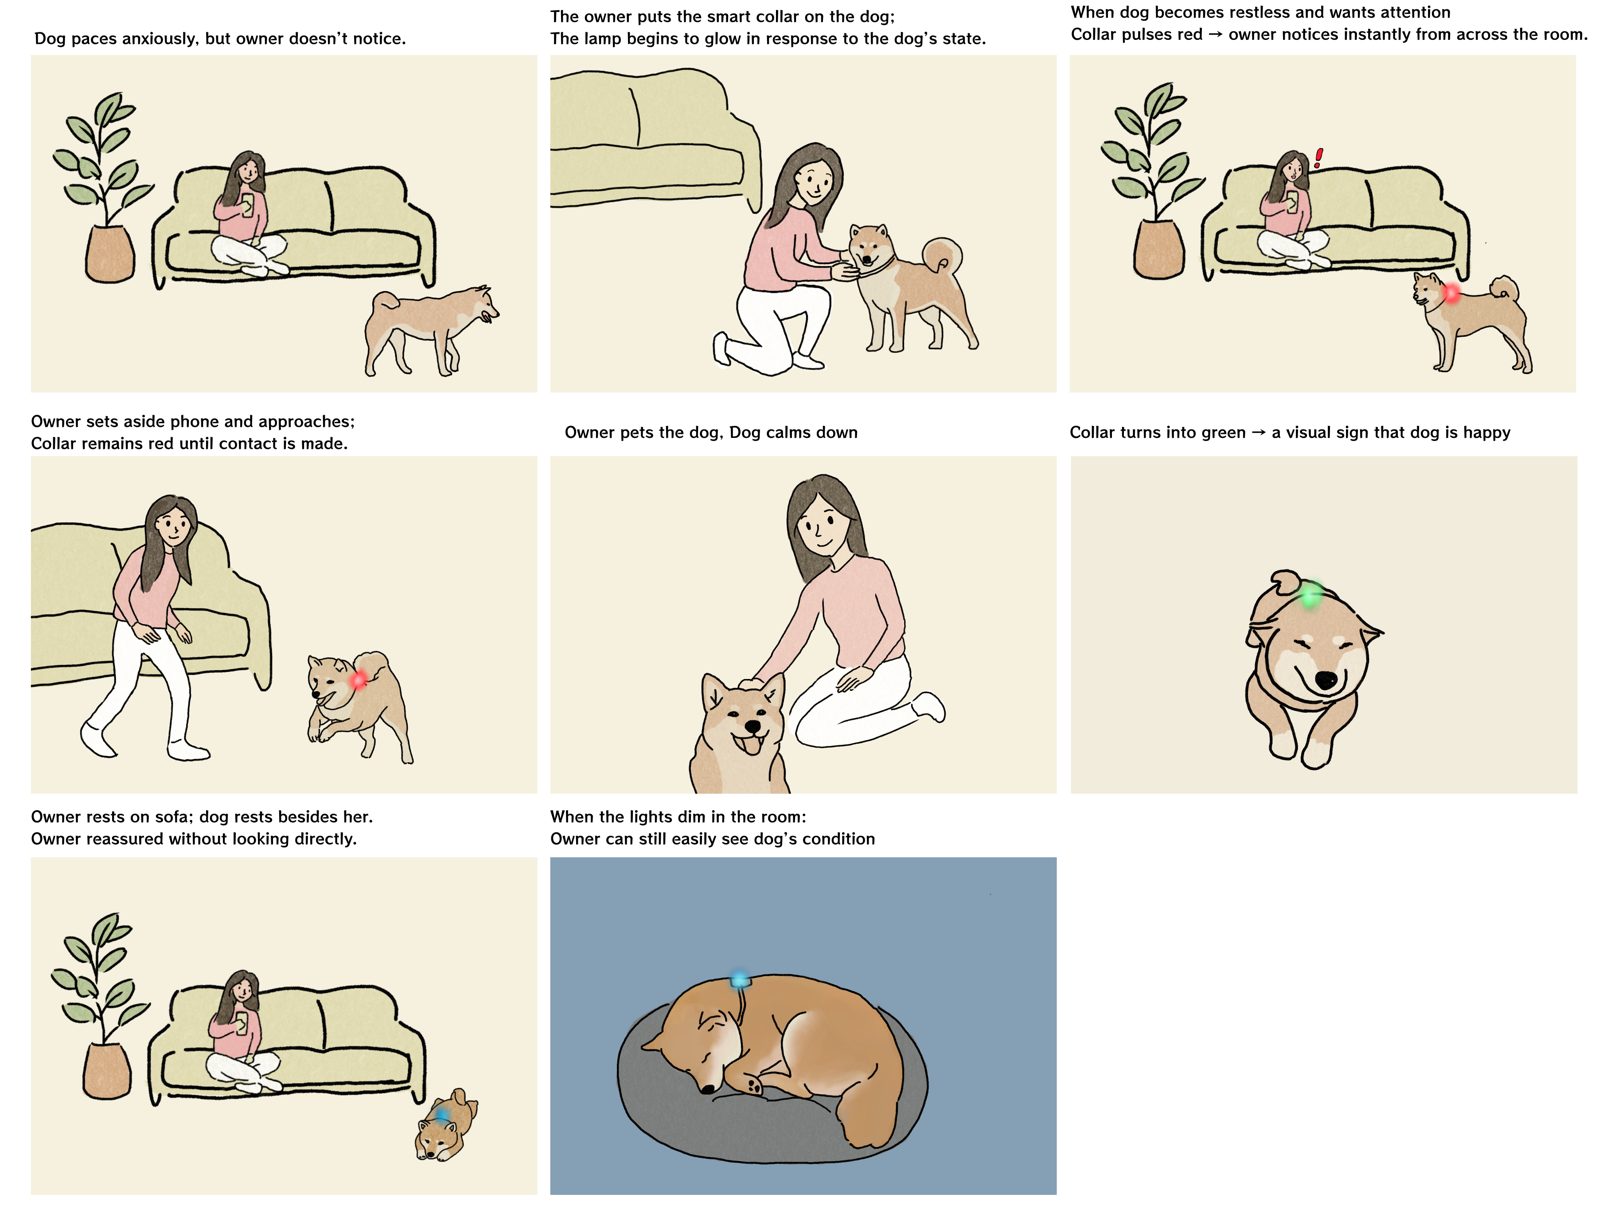 Dog paces anxiously, but owner doesn't notice.
The owner puts the smart collar on the dog;
The lamp begins to glow in response to the dog's state.
When dog becomes restless and wants attention
Collar pulses red → owner notices instantly from across the room.
!
Owner sets aside phone and approaches;
Collar remains red until contact is made.
Owner pets the dog, Dog calms down
Collar turns into green → a visual sign that dog is happy
Owner rests on sofa; dog rests besides her.
Owner reassured without looking directly.
When the lights dim in the room:
Owner can still easily see dog's condition